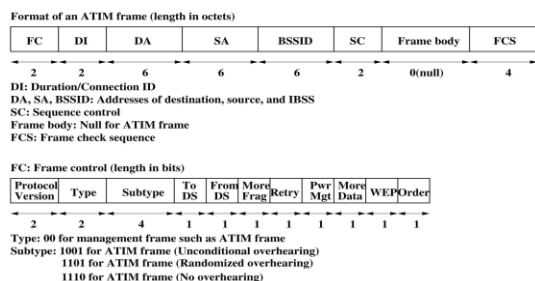 Format of an ATIM frame (length in octets)
FC DI DA SA BSSID SC Frame body FCS
2 2 6 6 6 2 0(null) 4
DI: Duration/Connection ID
DA, SA, BSSID: Addresses of destination, source, and IBSS
SC: Sequence control
Frame body: Null for ATIM frame
FCS: Frame check sequence
FC: Frame control (length in bits)
Protocol Version Type Subtype To DS From DS More Frag Retry Pwr Mgt More Data WEP Order
2 2 4 1 1 1 1 1 1 1 1
Type: 00 for management frame such as ATIM frame
Subtype: 1001 for ATIM frame (Unconditional overhearing)
1101 for ATIM frame (Randomized overhearing)
1110 for ATIM frame (No overhearing)